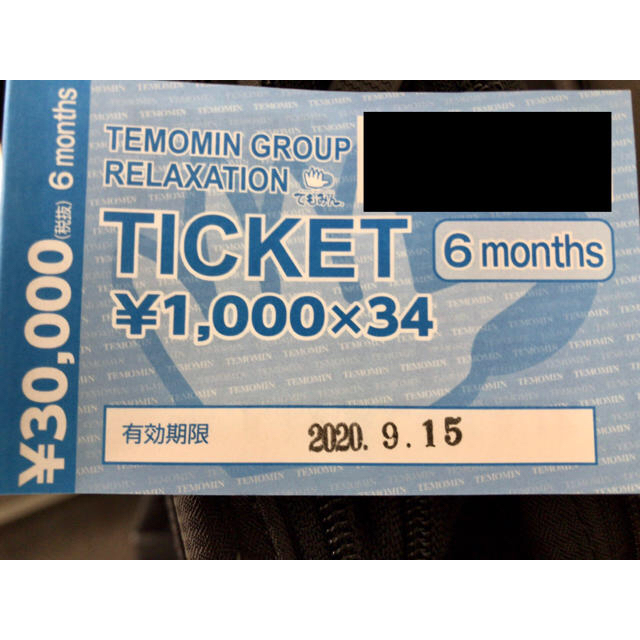 ¥30,000(税抜) 6 months
TEMOMIN GROUP
RELAXATION
てもみん
TICKET
6 months
¥1,000×34
有効期限 2020. 9. 15
TEMOMIN